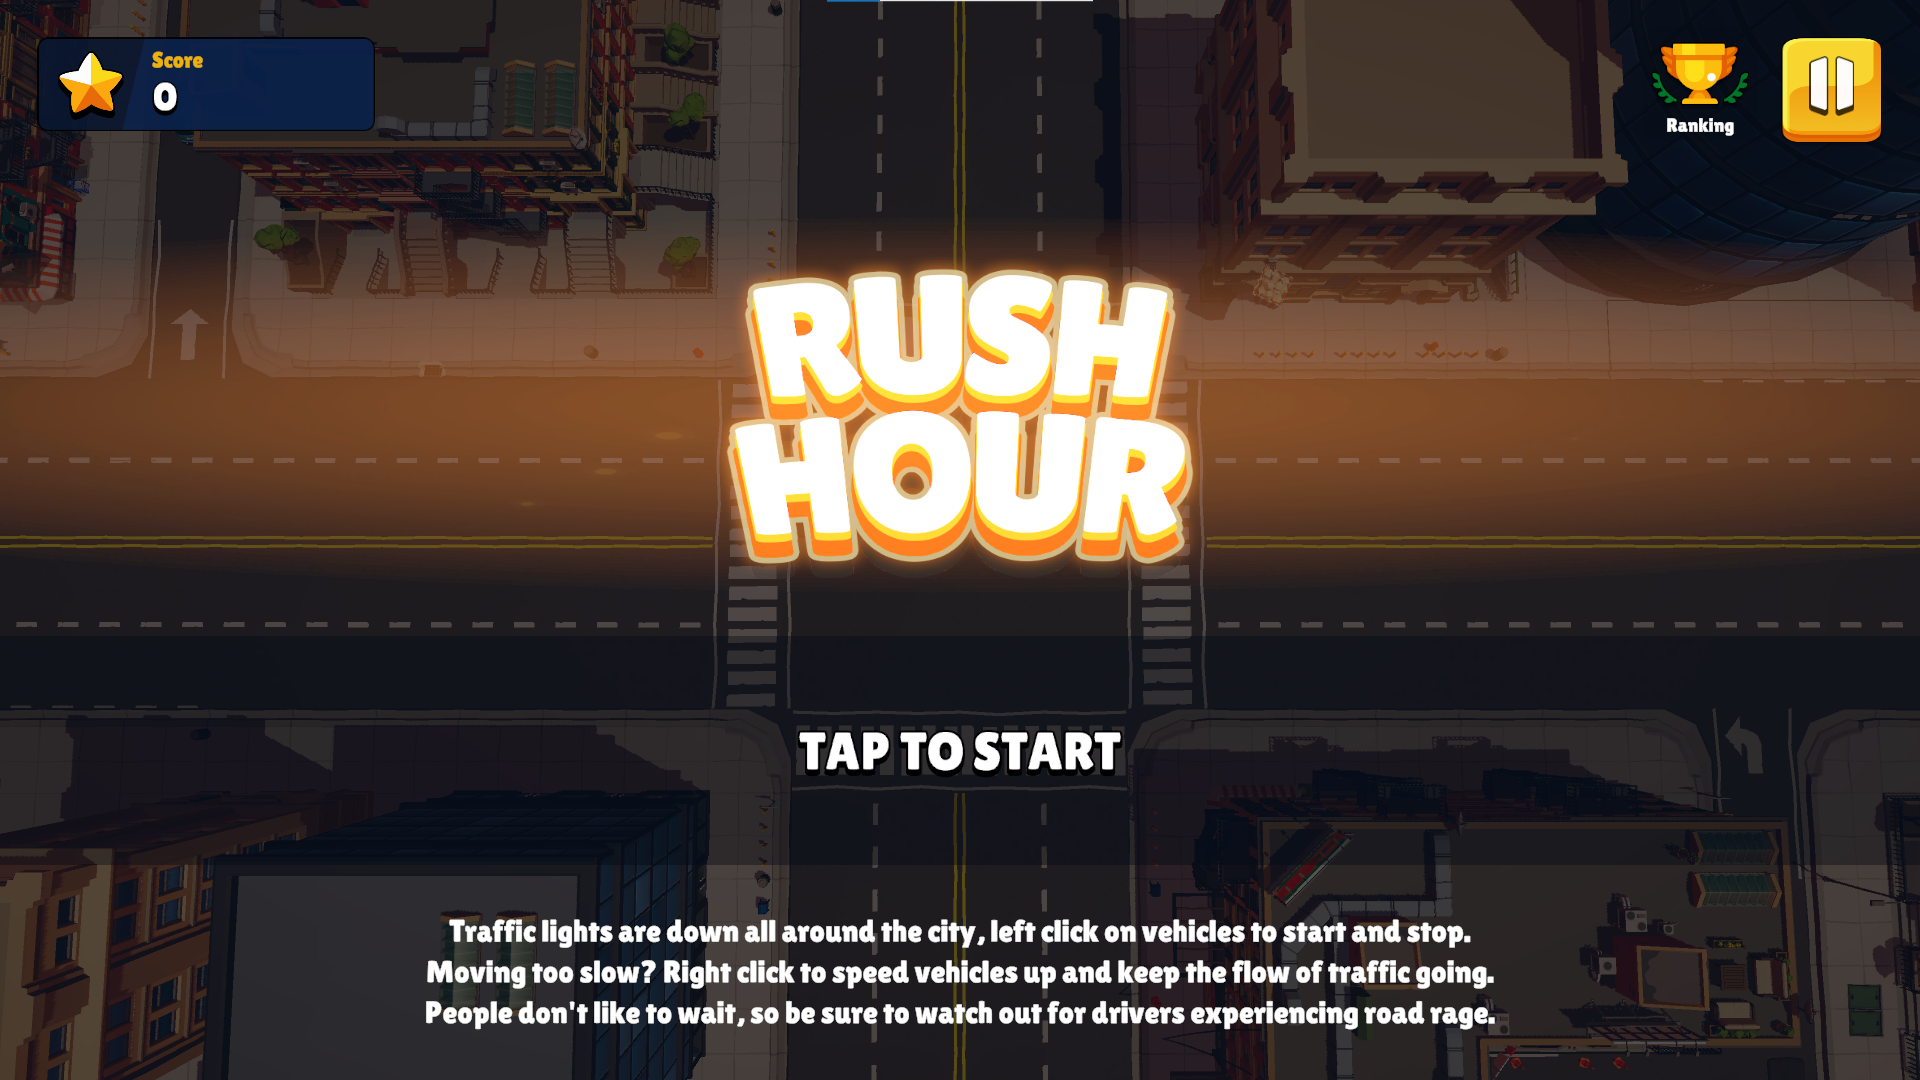 Score
0
Ranking
RUSH
HOUR
TAP TO START
Traffic lights are down all around the city, left click on vehicles to start and stop.
Moving too slow? Right click to speed vehicles up and keep the flow of traffic going.
People don't like to wait, so be sure to watch out for drivers experiencing road rage.